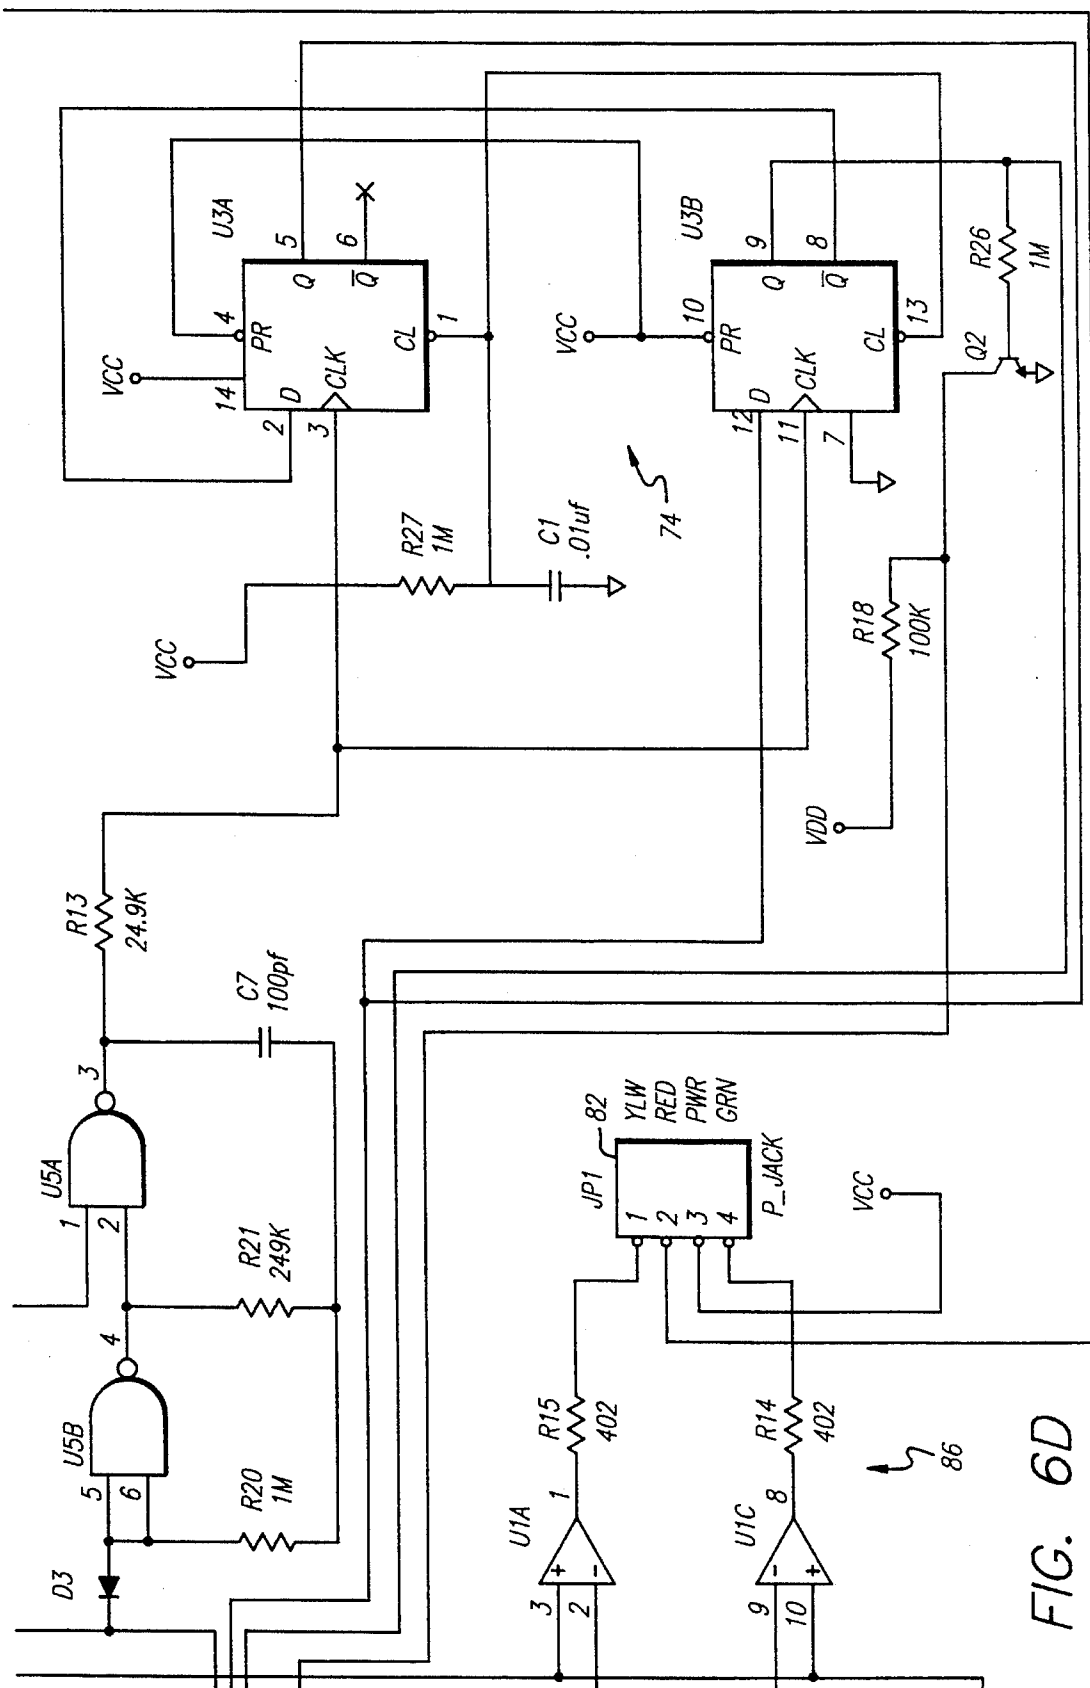 VCC
14
4
PR
U3A
2
D
5
Q
3
CLK
6
Q̅
CL
1
VCC
R27
1M
C1
.01uf
74
VCC
10
PR
U3B
12
D
9
Q
11
CLK
8
Q̅
7
CL
13
R26
1M
Q2
VDD
R18
100K
R13
24.9K
C7
100pf
U5A
1
2
3
R21
249K
U5B
5
6
4
R20
1M
D3
JP1
82
1
2
3
4
YLW
RED
PWR
GRN
P_JACK
VCC
U1A
3
+
2
-
1
R15
402
U1C
9
-
10
+
8
R14
402
86
FIG. 6D